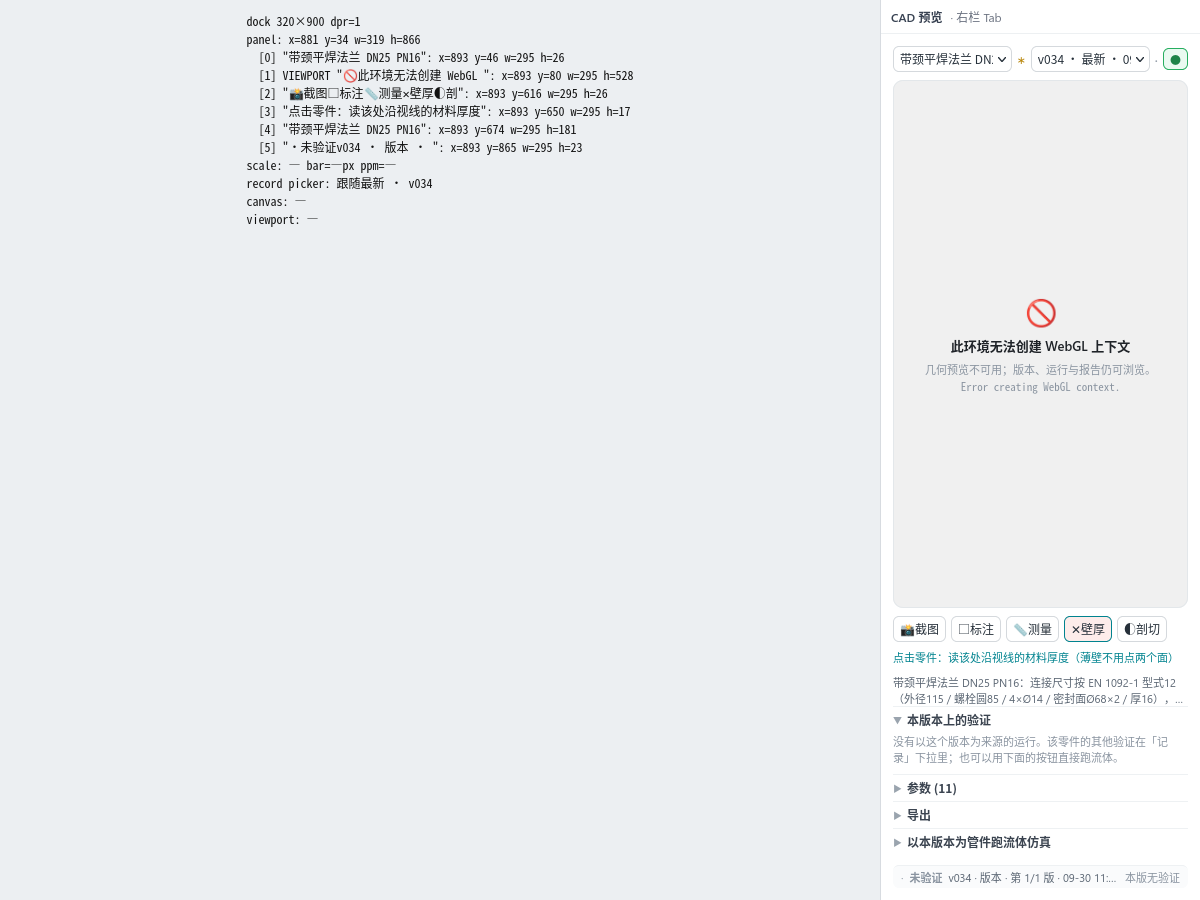 dock 320×900 dpr=1
panel: x=881 y=34 w=319 h=866
[0] "带颈平焊法兰 DN25 PN16": x=893 y=46 w=295 h=26
[1] VIEWPORT "🚫此环境无法创建 WebGL ": x=893 y=80 w=295 h=528
[2] "📸截图□标注📏测量×壁厚◐剖": x=893 y=616 w=295 h=26
[3] "点击零件: 读该处沿视线的材料厚度": x=893 y=650 w=295 h=17
[4] "带颈平焊法兰 DN25 PN16": x=893 y=674 w=295 h=181
[5] "·未验证v034 · 版本 · ": x=893 y=865 w=295 h=23
scale: — bar=—px ppm=—
record picker: 跟随最新 · v034
canvas: —
viewport: —
CAD 预览 · 右栏 Tab
带颈平焊法兰 DN
* v034 · 最新 ·
此环境无法创建 WebGL 上下文
几何预览不可用；版本、运行与报告仍可浏览。
Error creating WebGL context.
📸截图 □标注 📏测量 ×壁厚 ◐剖切
点击零件：读该处沿视线的材料厚度（薄壁不用点两个面）
带颈平焊法兰 DN25 PN16：连接尺寸按 EN 1092-1 型式12
（外径115 / 螺栓圆85 / 4×Ø14 / 密封面Ø68×2 / 厚16），...
▼ 本版本上的验证
没有以这个版本为来源的运行。该零件的其他验证在「记
录」下拉里；也可以用下面的按钮直接跑流体。
▶ 参数 (11)
▶ 导出
▶ 以本版本为管件跑流体仿真
· 未验证 v034 · 版本 · 第 1/1 版 · 09-30 11:... 本版无验证